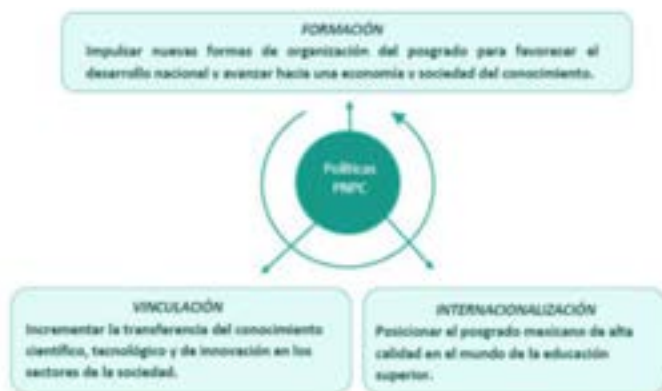 FORMACIÓN
Impulsar nuevas formas de organización del posgrado para favorecer el
desarrollo nacional y avanzar hacia una economía y sociedad del conocimiento.
Políticas
PNPC
VINCULACIÓN
Incrementar la transferencia del conocimiento
científico, tecnológico y de innovación en los
sectores de la sociedad.
INTERNACIONALIZACIÓN
Posicionar el posgrado mexicano de alta
calidad en el mundo de la educación
superior.